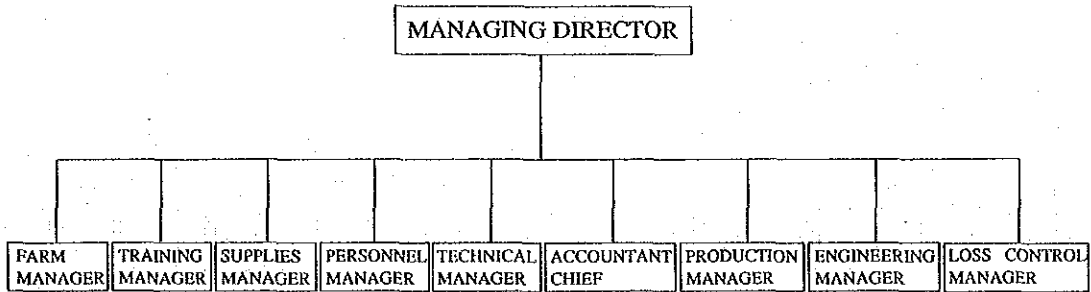 MANAGING DIRECTOR
FARM
MANAGER
TRAINING
MANAGER
SUPPLIES
MANAGER
PERSONNEL
MANAGER
TECHNICAL
MANAGER
ACCOUNTANT
CHIEF
PRODUCTION
MANAGER
ENGINEERING
MANAGER
LOSS CONTROL
MANAGER